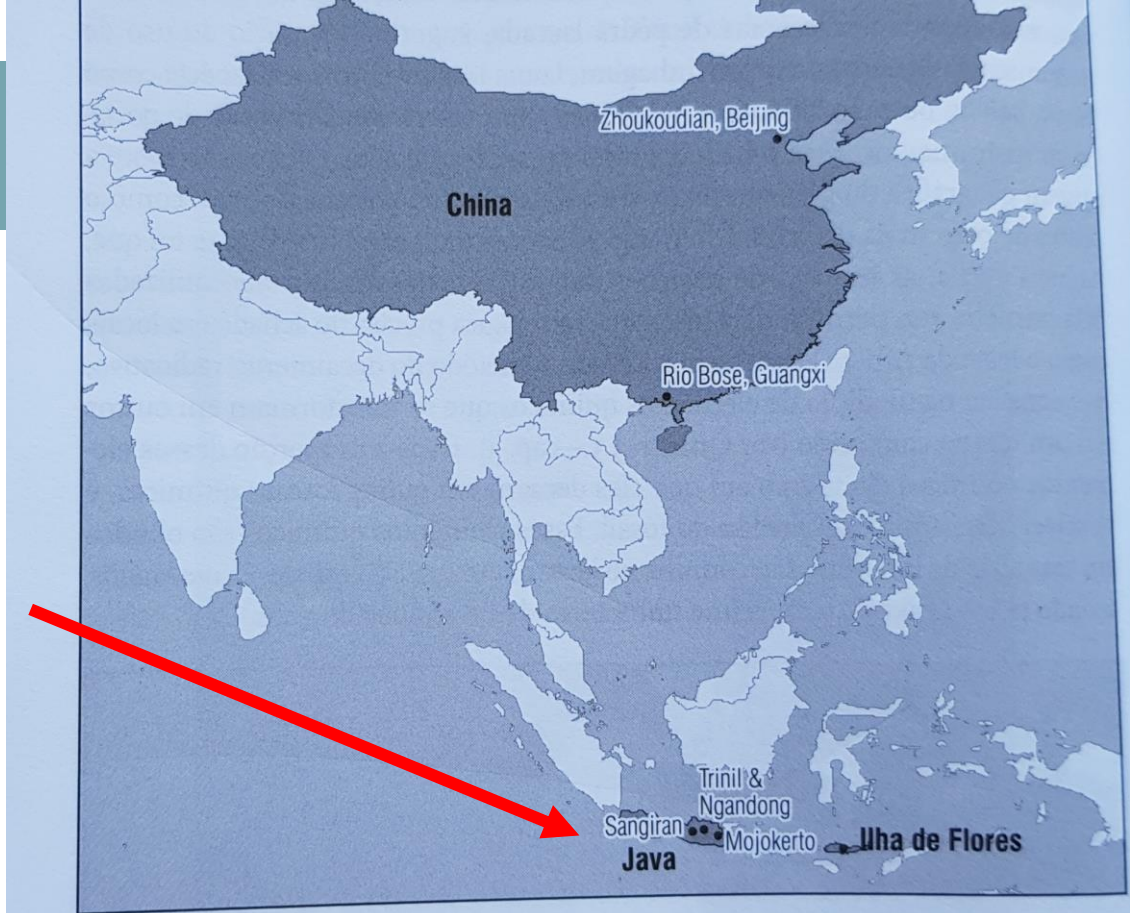 Zhoukoudian, Beijing
China
Rio Bose, Guangxi
Trinil &
Ngandong
Sangiran
Mojokerto
Java
Ilha de Flores